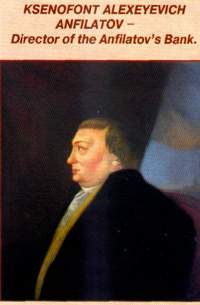 KSENOFONT ALEXEYEVICH
ANFILATOV –
Director of the Anfilatov's Bank.